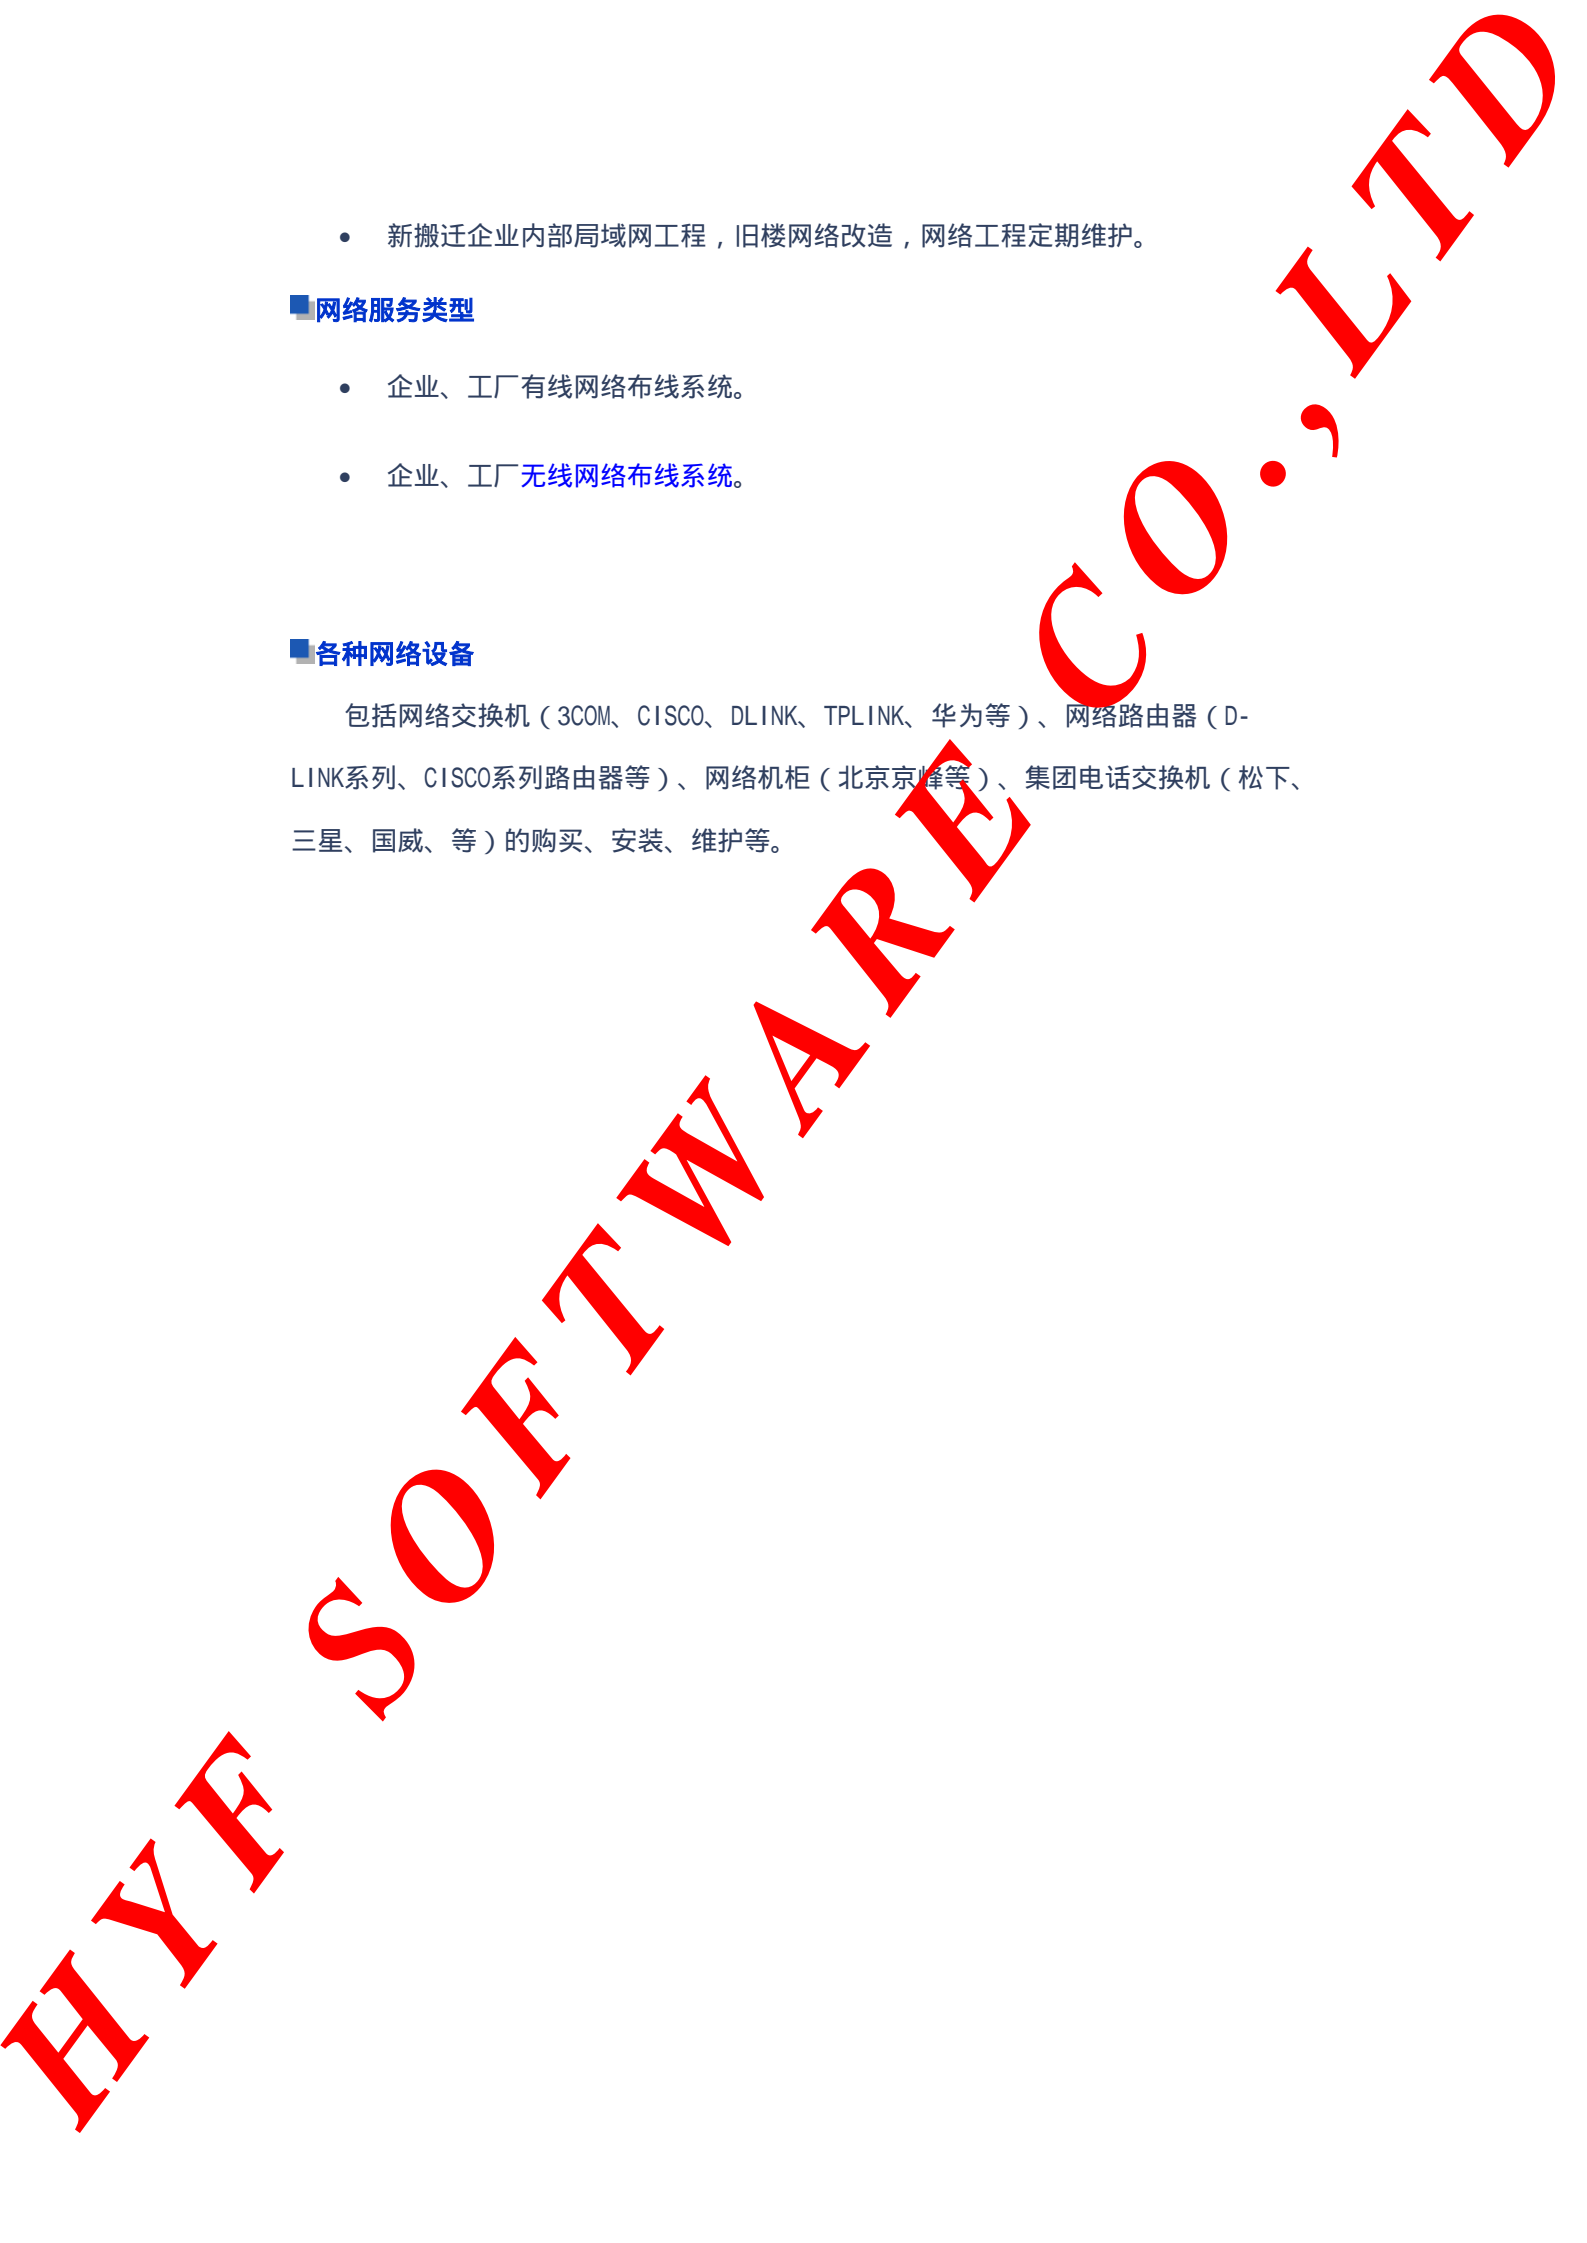 • 新搬迁企业内部局域网工程，旧楼网络改造，网络工程定期维护。
网络服务类型
• 企业、工厂有线网络布线系统。
• 企业、工厂无线网络布线系统。
各种网络设备
包括网络交换机（3COM、CISCO、DLINK、TPLINK、华为等）、网络路由器（D-
LINK系列、CISCO系列路由器等）、网络机柜（北京京峰等）、集团电话交换机（松下、
三星、国威、等）的购买、安装、维护等。
HYF SOFTWARE CO.,LTD